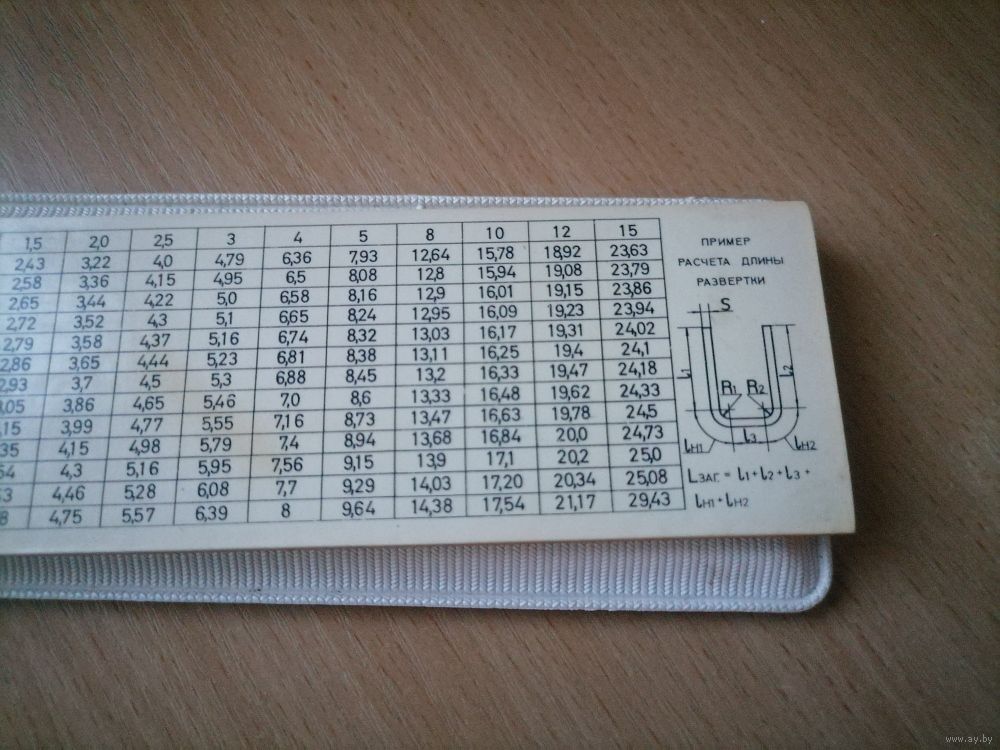 1,5 2,0 2,5 3 4 5 8 10 12 15
2,43 3,22 4,0 4,79 6,36 7,93 12,64 15,78 18,92 23,63
2,58 3,36 4,15 4,95 6,5 8,08 12,8 15,94 19,08 23,79
2,65 3,44 4,22 5,0 6,58 8,16 12,9 16,01 19,15 23,86
2,72 3,52 4,3 5,1 6,65 8,24 12,95 16,09 19,23 23,94
2,79 3,58 4,37 5,16 6,74 8,32 13,03 16,17 19,31 24,02
2,86 3,65 4,44 5,23 6,81 8,38 13,11 16,25 19,4 24,1
2,93 3,7 4,5 5,3 6,88 8,45 13,2 16,33 19,47 24,18
3,05 3,86 4,65 5,46 7,0 8,6 13,33 16,48 19,62 24,33
3,99 4,77 5,55 7,16 8,73 13,47 16,63 19,78 24,5
4,15 4,98 5,79 7,4 8,94 13,68 16,84 20,0 24,73
4,3 5,16 5,95 7,56 9,15 13,9 17,1 20,2 25,0
4,46 5,28 6,08 7,7 9,29 14,03 17,20 20,34 25,08
4,75 5,57 6,39 8 9,64 14,38 17,54 21,17 29,43
ПРИМЕР
РАСЧЕТА ДЛИНЫ
РАЗВЕРТКИ
S
l1 R1 R2 l2
lН1 l3 lН2
LЗАГ. = l1+l2+l3+
lН1+lН2
www.ay.by